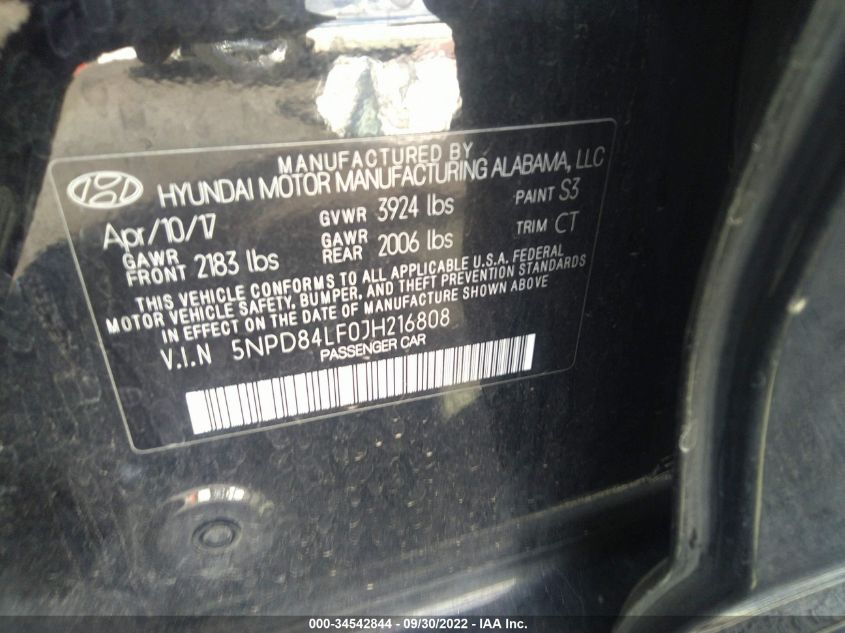 MANUFACTURED BY
HYUNDAI MOTOR MANUFACTURING ALABAMA, LLC
Apr/10/17 GVWR 3924 lbs PAINT S3
GAWR FRONT 2183 lbs GAWR REAR 2006 lbs TRIM CT
THIS VEHICLE CONFORMS TO ALL APPLICABLE U.S.A. FEDERAL
MOTOR VEHICLE SAFETY, BUMPER, AND THEFT PREVENTION STANDARDS
IN EFFECT ON THE DATE OF MANUFACTURE SHOWN ABOVE
V.I.N 5NPD84LF0JH216808
PASSENGER CAR
000-34542844 - 09/30/2022 - IAA Inc.